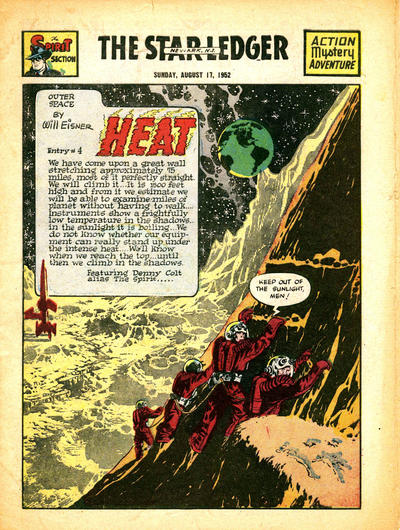 The
SPIRIT
SECTION
THE STAR-LEDGER
NEWARK, N.J.
SUNDAY, AUGUST 17, 1952
ACTION
Mystery
ADVENTURE
OUTER
SPACE
BY
Will EisNer
HEAT
Entry # 4
We have come upon a great wall
stretching approximately 75
miles, most of it perfectly straight.
We will climb it...It is 1500 feet
high and from it we estimate we
will be able to examine miles of
planet without having to walk....
Instruments show a frightfully
low temperature in the shadows...
in the sunlight it is boiling...We
do not know whether our equip-
ment can really stand up under
the intense heat.... We'll know
when we reach the top...until
then we climb in the shadows.
Featuring Denny Colt
alias The Spirit.....
KEEP OUT OF
THE SUNLIGHT,
MEN!